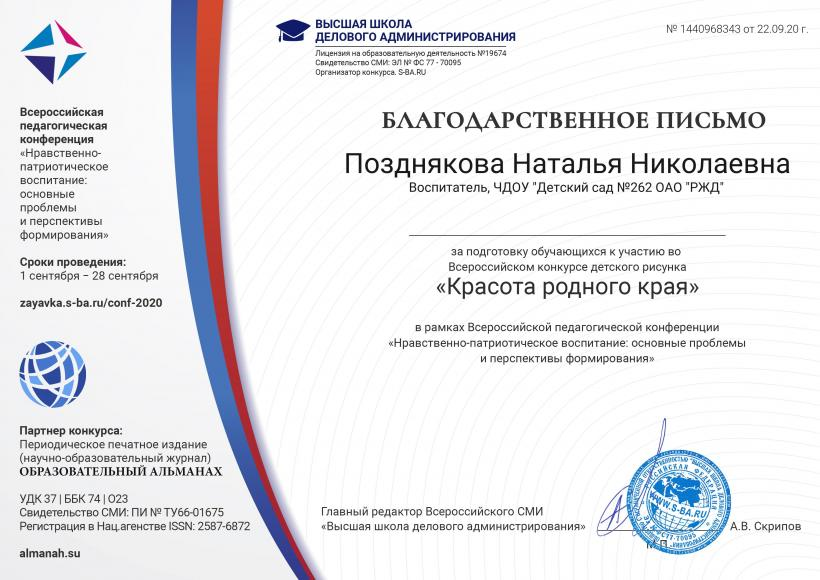 ВЫСШАЯ ШКОЛА
ДЕЛОВОГО АДМИНИСТРИРОВАНИЯ
Лицензия на образовательную деятельность №19674
Свидетельство СМИ: ЭЛ № ФС 77 - 70095
Организатор конкурса. S-BA.RU
№ 1440968343 от 22.09.20 г.
Всероссийская
педагогическая
конференция
«Нравственно-
патриотическое
воспитание:
основные
проблемы
и перспективы
формирования»
Сроки проведения:
1 сентября – 28 сентября
zayavka.s-ba.ru/conf-2020
Партнер конкурса:
Периодическое печатное издание
(научно-образовательный журнал)
ОБРАЗОВАТЕЛЬНЫЙ АЛЬМАНАХ
УДК 37 | ББК 74 | О23
Свидетельство СМИ: ПИ № ТУ66-01675
Регистрация в Нац.агенстве ISSN: 2587-6872
almanah.su
БЛАГОДАРСТВЕННОЕ ПИСЬМО
Позднякова Наталья Николаевна
Воспитатель, ЧДОУ "Детский сад №262 ОАО "РЖД"
за подготовку обучающихся к участию во
Всероссийском конкурсе детского рисунка
«Красота родного края»
в рамках Всероссийской педагогической конференции
«Нравственно-патриотическое воспитание: основные проблемы
и перспективы формирования»
Главный редактор Всероссийского СМИ
«Высшая школа делового администрирования»
А.В. Скрипов
М.П.
WWW.S-BA.RU